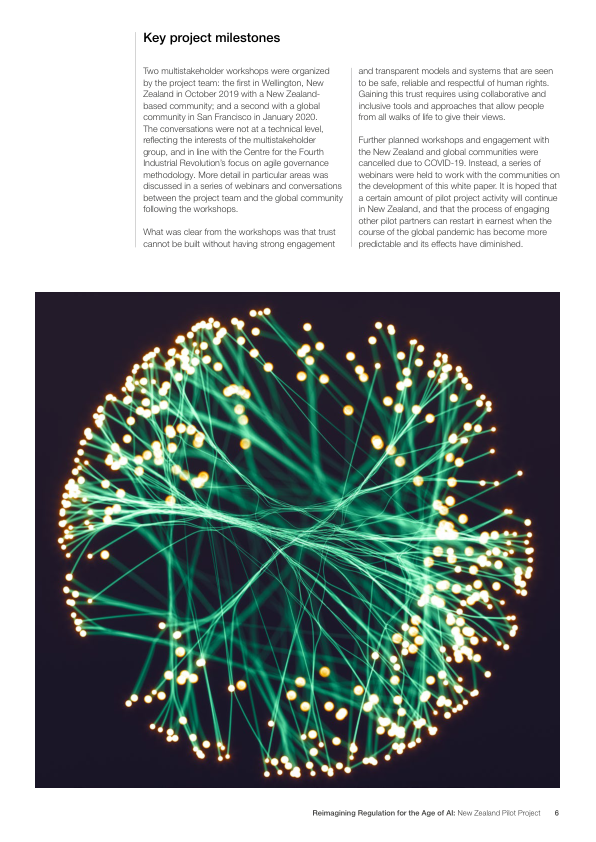 Key project milestones
Two multistakeholder workshops were organized
by the project team: the first in Wellington, New
Zealand in October 2019 with a New Zealand-
based community; and a second with a global
community in San Francisco in January 2020.
The conversations were not at a technical level,
reflecting the interests of the multistakeholder
group, and in line with the Centre for the Fourth
Industrial Revolution's focus on agile governance
methodology. More detail in particular areas was
discussed in a series of webinars and conversations
between the project team and the global community
following the workshops.
What was clear from the workshops was that trust
cannot be built without having strong engagement
and transparent models and systems that are seen
to be safe, reliable and respectful of human rights.
Gaining this trust requires using collaborative and
inclusive tools and approaches that allow people
from all walks of life to give their views.
Further planned workshops and engagement with
the New Zealand and global communities were
cancelled due to COVID-19. Instead, a series of
webinars were held to work with the communities on
the development of this white paper. It is hoped that
a certain amount of pilot project activity will continue
in New Zealand, and that the process of engaging
other pilot partners can restart in earnest when the
course of the global pandemic has become more
predictable and its effects have diminished.
Reimagining Regulation for the Age of AI: New Zealand Pilot Project 6